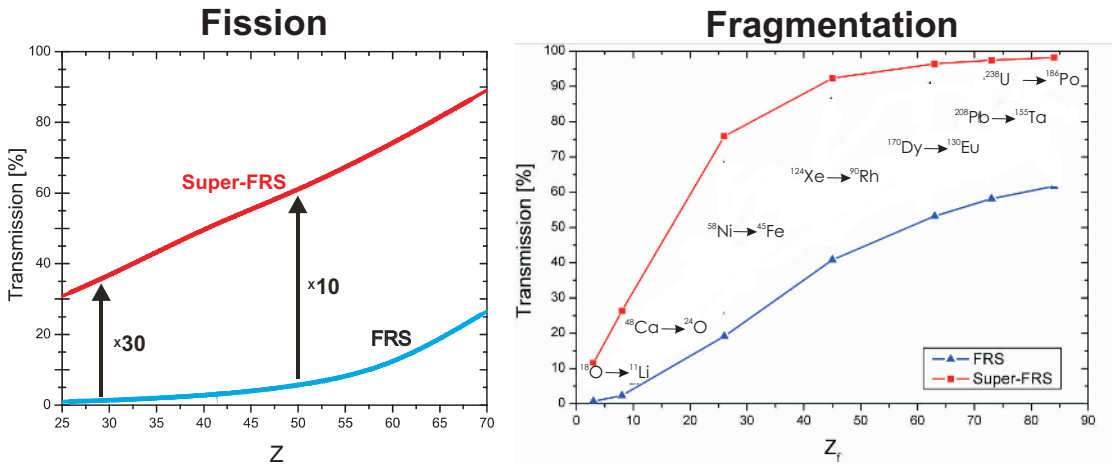 Fission
Fragmentation
100
80
60
40
20
0
Transmission [%]
25
30
35
40
45
50
55
60
65
70
Z
Super-FRS
FRS
×30
×10
100
90
80
70
60
50
40
30
20
10
0
Transmission [%]
0
10
20
30
40
50
60
70
80
90
Z_f
²³⁸U → ¹⁸⁶Po
²⁰⁸Pb → ¹⁵⁵Ta
¹⁷⁰Dy → ¹³⁰Eu
¹²⁴Xe → ⁹⁰Rh
⁵⁸Ni → ⁴⁵Fe
⁴⁸Ca → ²⁴O
¹⁸O → ¹¹Li
FRS
Super-FRS